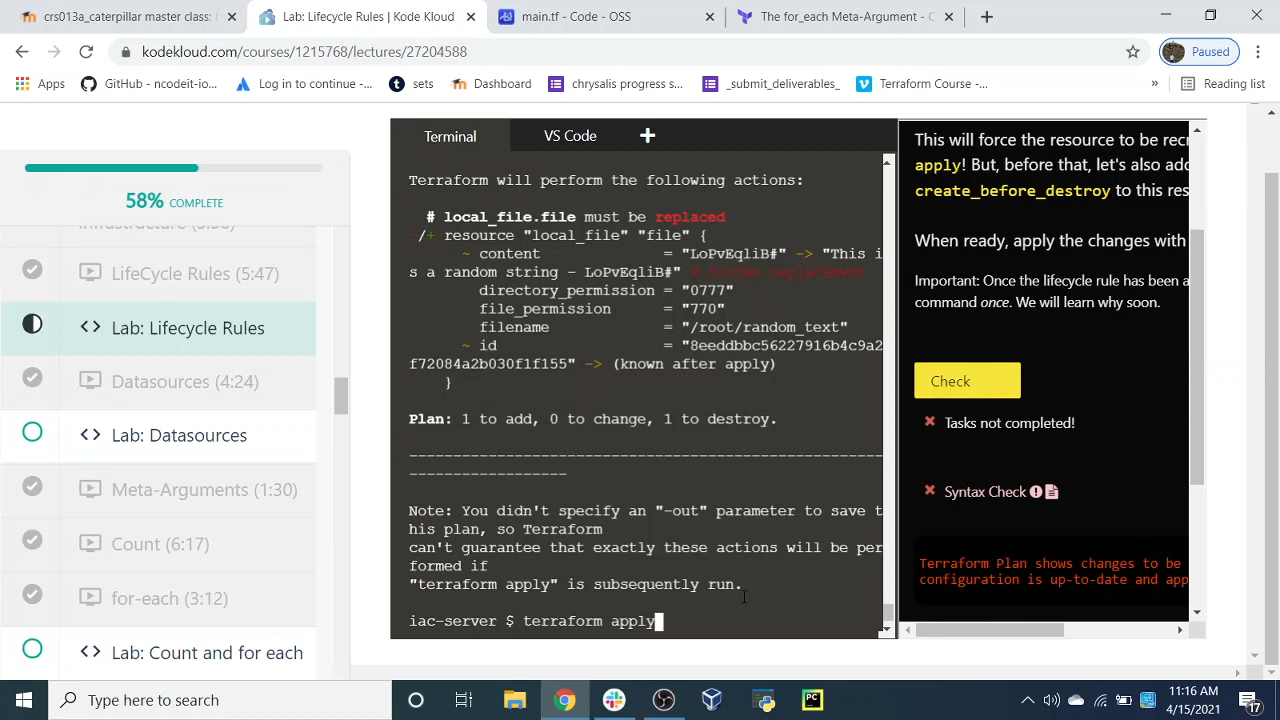 crs013a_caterpillar master class
Lab: Lifecycle Rules | Kode Kloud
main.tf - Code - OSS
The for_each Meta-Argument - C
kodekloud.com/courses/1215768/lectures/27204588
Paused
Apps
GitHub - ncodeit-nco...
Log in to continue -...
sets
Dashboard
chrysalis progress s...
_submit_deliverables_
Terraform Course -...
»
Reading list
58% COMPLETE
LifeCycle Rules (5:47)
Lab: Lifecycle Rules
Datasources (4:24)
Lab: Datasources
Meta-Arguments (1:30)
Count (6:17)
for-each (3:12)
Lab: Count and for each
Terminal
VS Code
Terraform will perform the following actions:
# local_file.file must be replaced
-/+ resource "local_file" "file" {
~ content = "LoPvEqliB#" -> "This i
s a random string - LoPvEqliB#" # forces replacement
directory_permission = "0777"
file_permission = "770"
filename = "/root/random_text"
~ id = "8eeddbbc56227916b4c9a2
f72084a2b030f1f155" -> (known after apply)
}
Plan: 1 to add, 0 to change, 1 to destroy.
------------------------------------------------------
-----------------
Note: You didn't specify an "-out" parameter to save t
his plan, so Terraform
can't guarantee that exactly these actions will be per
formed if
"terraform apply" is subsequently run.
iac-server $ terraform apply
This will force the resource to be recr
apply! But, before that, let's also add
create_before_destroy to this res
When ready, apply the changes with
Important: Once the lifecycle rule has been a
command once. We will learn why soon.
Check
Tasks not completed!
Syntax Check
Terraform Plan shows changes to be
configuration is up-to-date and app
Type here to search
11:16 AM
4/15/2021
17